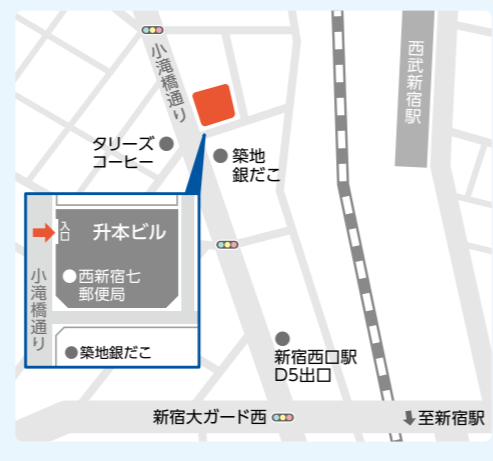 小滝橋通り
西武新宿駅
タリーズ
コーヒー
築地
銀だこ
入口
升本ビル
西新宿七
郵便局
小滝橋通り
築地銀だこ
新宿西口駅
D5出口
新宿大ガード西
至新宿駅